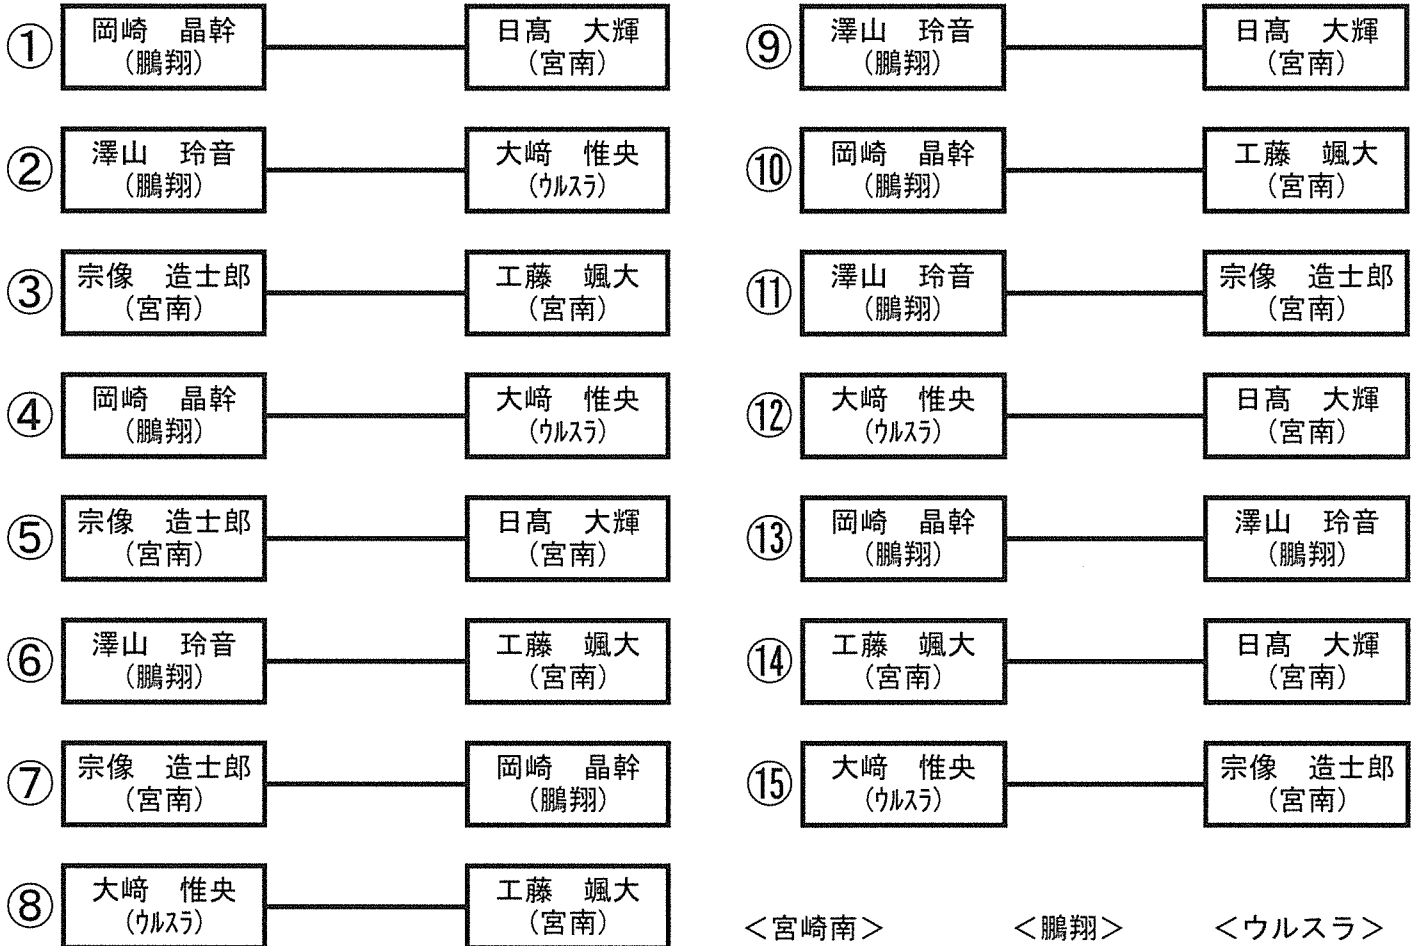 ① 岡崎　晶幹 日髙　大輝
(鵬翔) (宮南)
② 澤山　玲音 大﨑　惟央
(鵬翔) (ｳﾙｽﾗ)
③ 宗像　造士郎 工藤　颯大
(宮南) (宮南)
④ 岡崎　晶幹 大﨑　惟央
(鵬翔) (ｳﾙｽﾗ)
⑤ 宗像　造士郎 日髙　大輝
(宮南) (宮南)
⑥ 澤山　玲音 工藤　颯大
(鵬翔) (宮南)
⑦ 宗像　造士郎 岡崎　晶幹
(宮南) (鵬翔)
⑧ 大﨑　惟央 工藤　颯大
(ｳﾙｽﾗ) (宮南)
⑨ 澤山　玲音 日髙　大輝
(鵬翔) (宮南)
⑩ 岡崎　晶幹 工藤　颯大
(鵬翔) (宮南)
⑪ 澤山　玲音 宗像　造士郎
(鵬翔) (宮南)
⑫ 大﨑　惟央 日髙　大輝
(ｳﾙｽﾗ) (宮南)
⑬ 岡崎　晶幹 澤山　玲音
(鵬翔) (鵬翔)
⑭ 工藤　颯大 日髙　大輝
(宮南) (宮南)
⑮ 大﨑　惟央 宗像　造士郎
(ｳﾙｽﾗ) (宮南)
＜宮崎南＞ ＜鵬翔＞ ＜ウルスラ＞